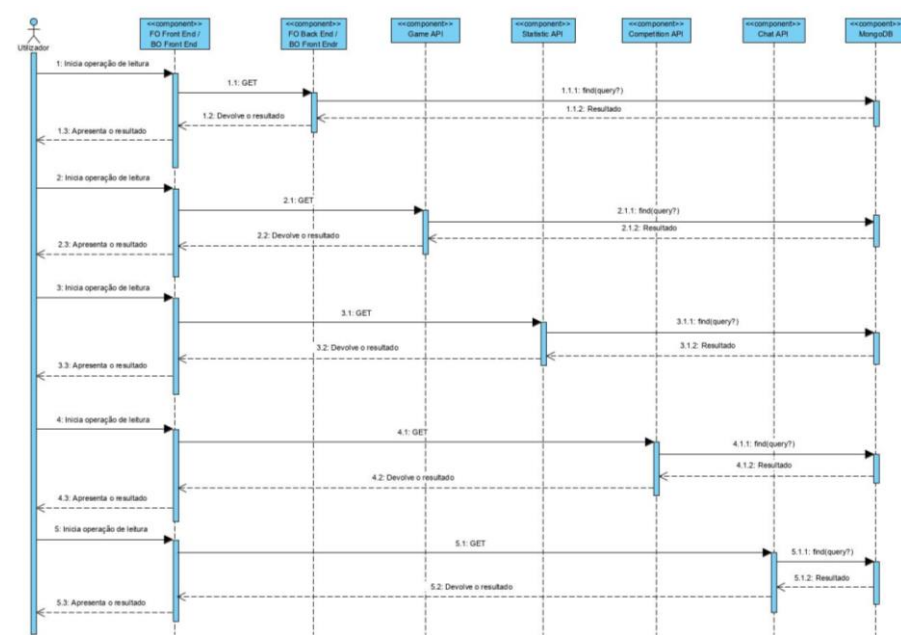 Utilizador
<<component>>
FO Front End /
BO Front End
<<component>>
FO Back End /
BO Front Endr
<<component>>
Game API
<<component>>
Statistic API
<<component>>
Competition API
<<component>>
Chat API
<<component>>
MongoDB
1: Inicia operação de leitura
1.1: GET
1.1.1: find(query?)
1.1.2: Resultado
1.2: Devolve o resultado
1.3: Apresenta o resultado
2: Inicia operação de leitura
2.1: GET
2.1.1: find(query?)
2.1.2: Resultado
2.2: Devolve o resultado
2.3: Apresenta o resultado
3: Inicia operação de leitura
3.1: GET
3.1.1: find(query?)
3.1.2: Resultado
3.2: Devolve o resultado
3.3: Apresenta o resultado
4: Inicia operação de leitura
4.1: GET
4.1.1: find(query?)
4.1.2: Resultado
4.2: Devolve o resultado
4.3: Apresenta o resultado
5: Inicia operação de leitura
5.1: GET
5.1.1: find(query?)
5.1.2: Resultado
5.2: Devolve o resultado
5.3: Apresenta o resultado